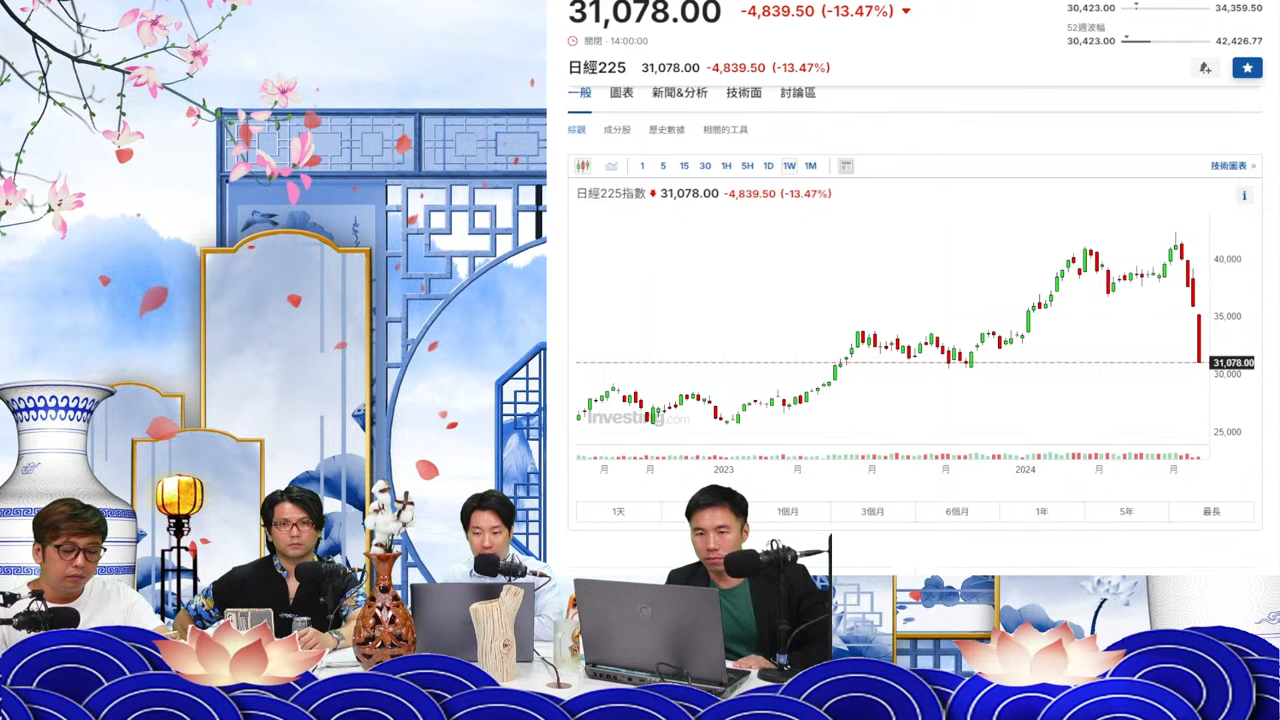 31,078.00 -4,839.50 (-13.47%)
30,423.00 34,359.50
52週波幅
關閉 · 14:00:00
30,423.00 42,426.77
日經225 31,078.00 -4,839.50 (-13.47%)
一般 圖表 新聞&分析 技術面 討論區
綜觀 成分股 歷史數據 相關的工具
1 5 15 30 1H 5H 1D 1W 1M 技術圖表 »
日經225指數 31,078.00 -4,839.50 (-13.47%)
40,000
35,000
31,078.00
30,000
25,000
Investing.com
月 月 2023 月 月 月 2024 月 月
1天 1個月 3個月 6個月 1年 5年 最長